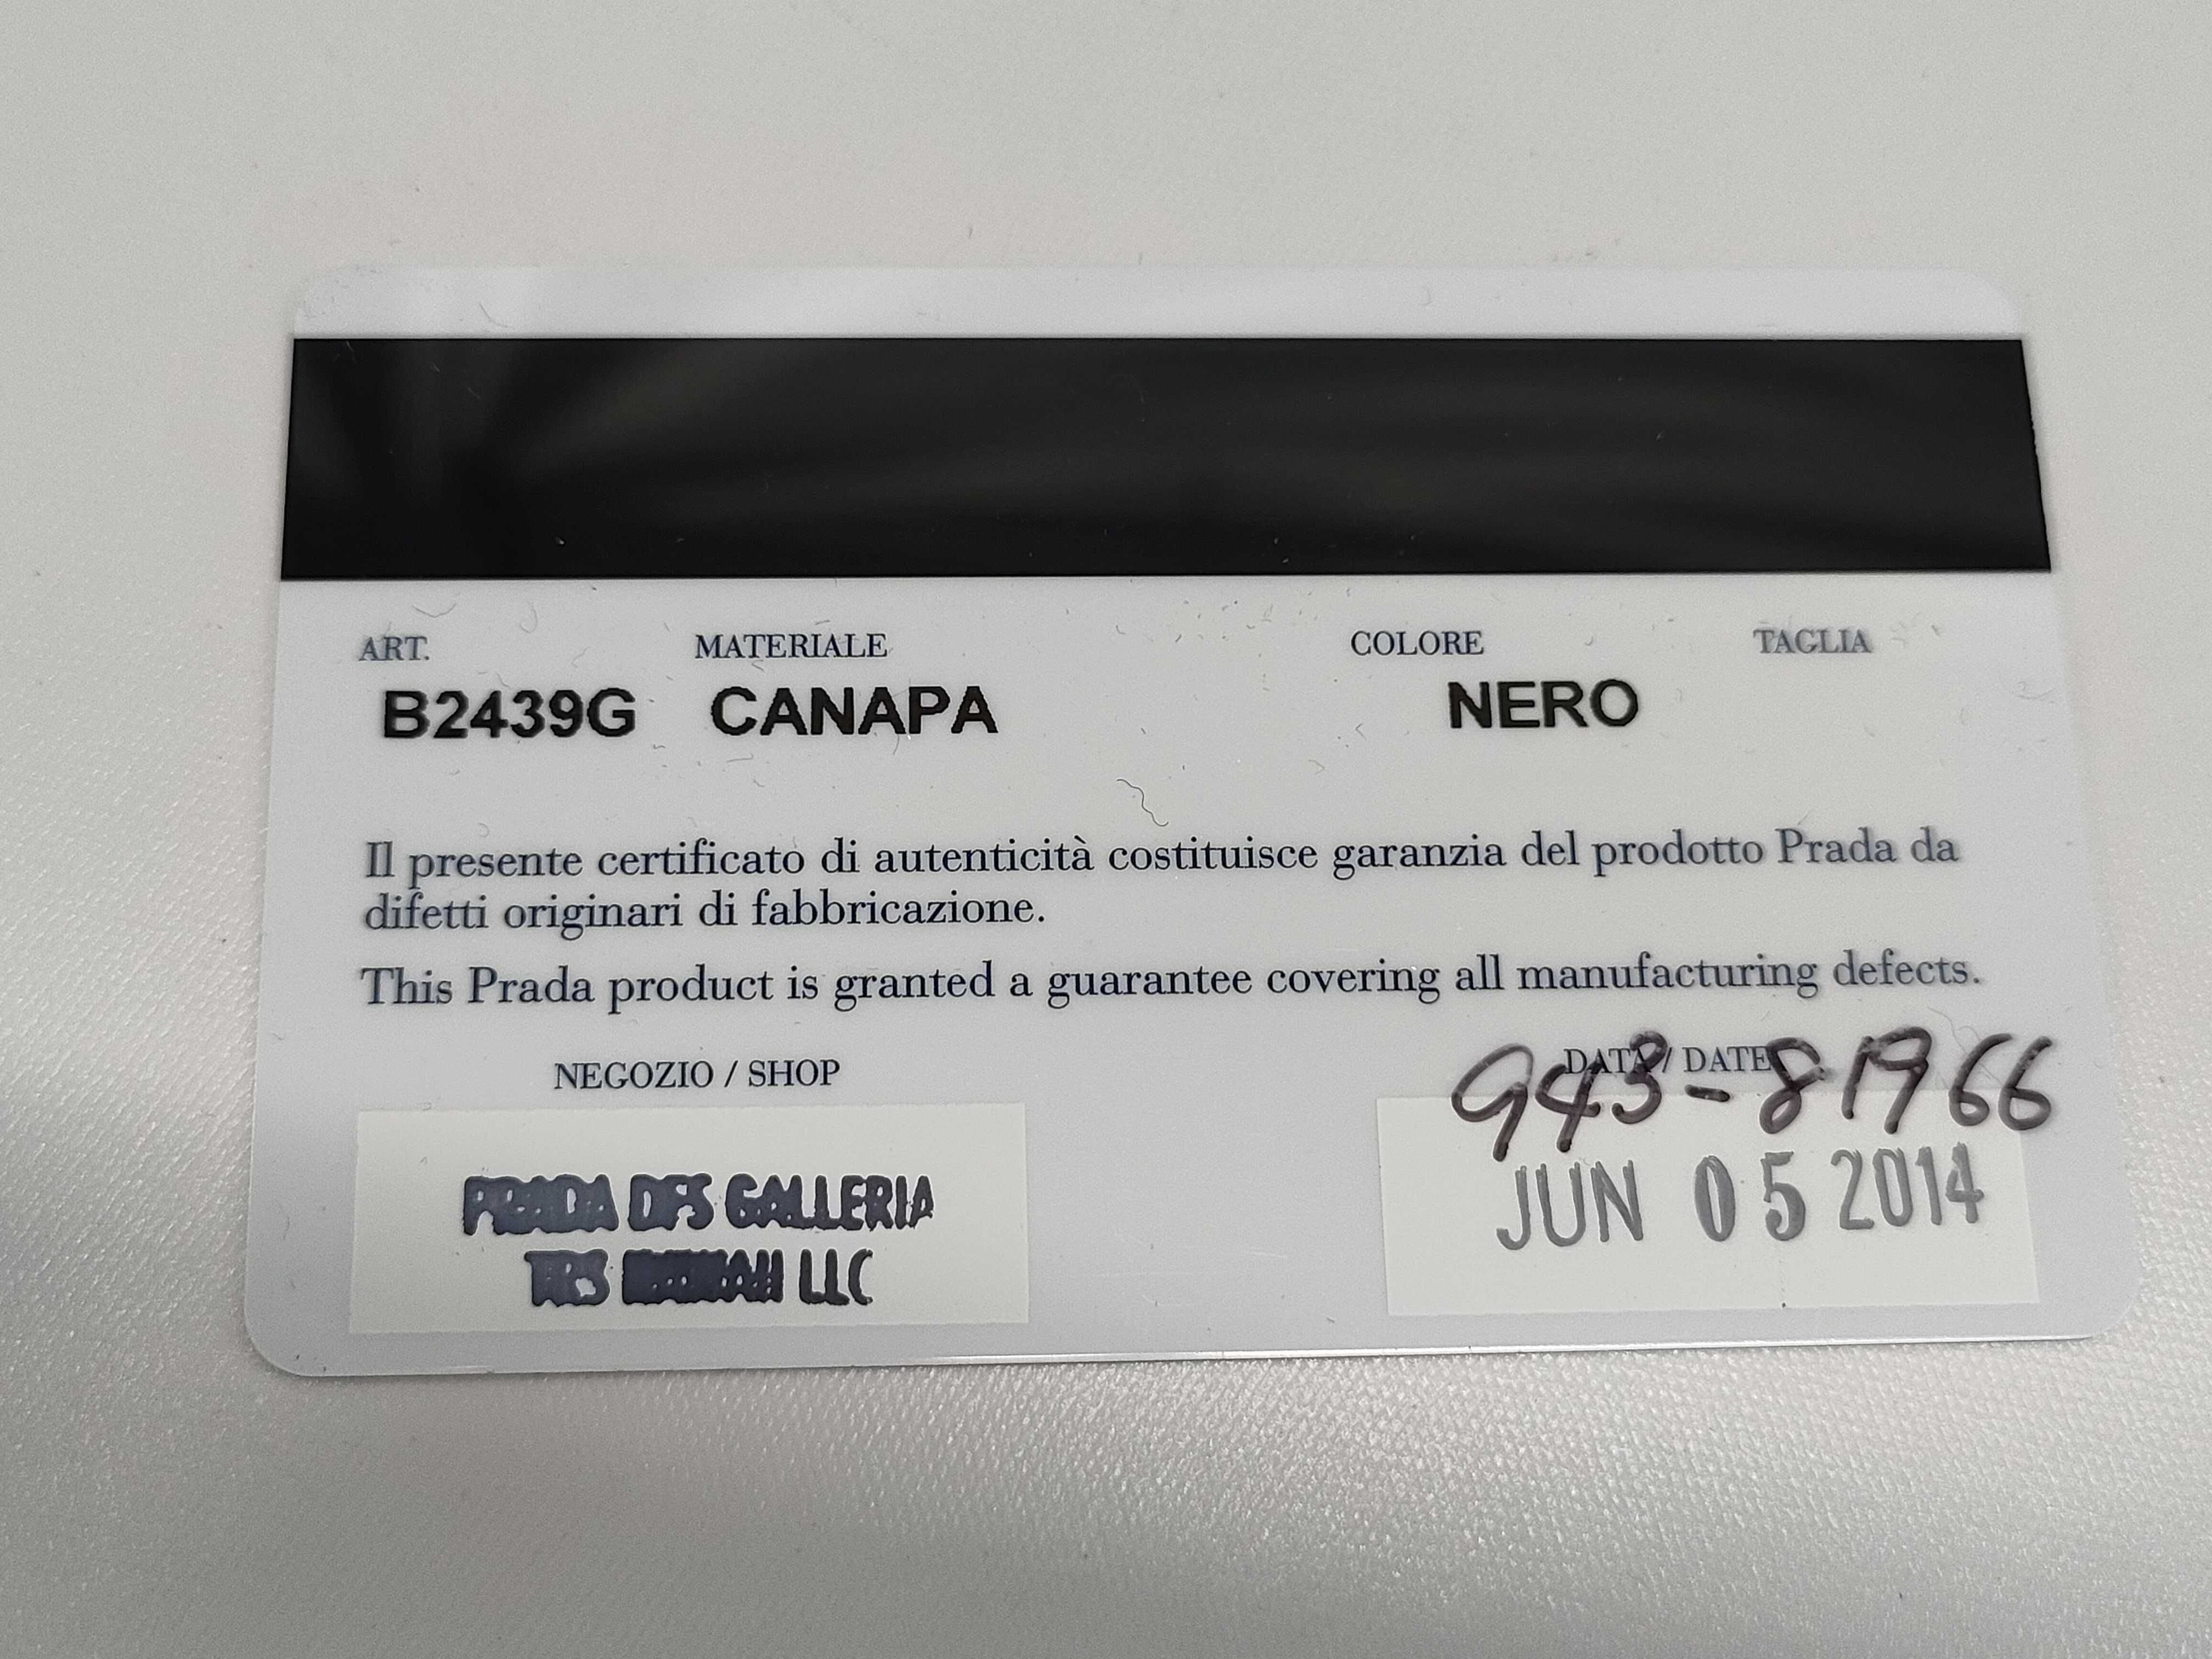 ART. MATERIALE COLORE TAGLIA
B2439G CANAPA NERO
Il presente certificato di autenticità costituisce garanzia del prodotto Prada da
difetti originari di fabbricazione.
This Prada product is granted a guarantee covering all manufacturing defects.
NEGOZIO / SHOP DATA / DATE
943-81966
PRADA DFS GALLERIA
LLC
JUN 05 2014